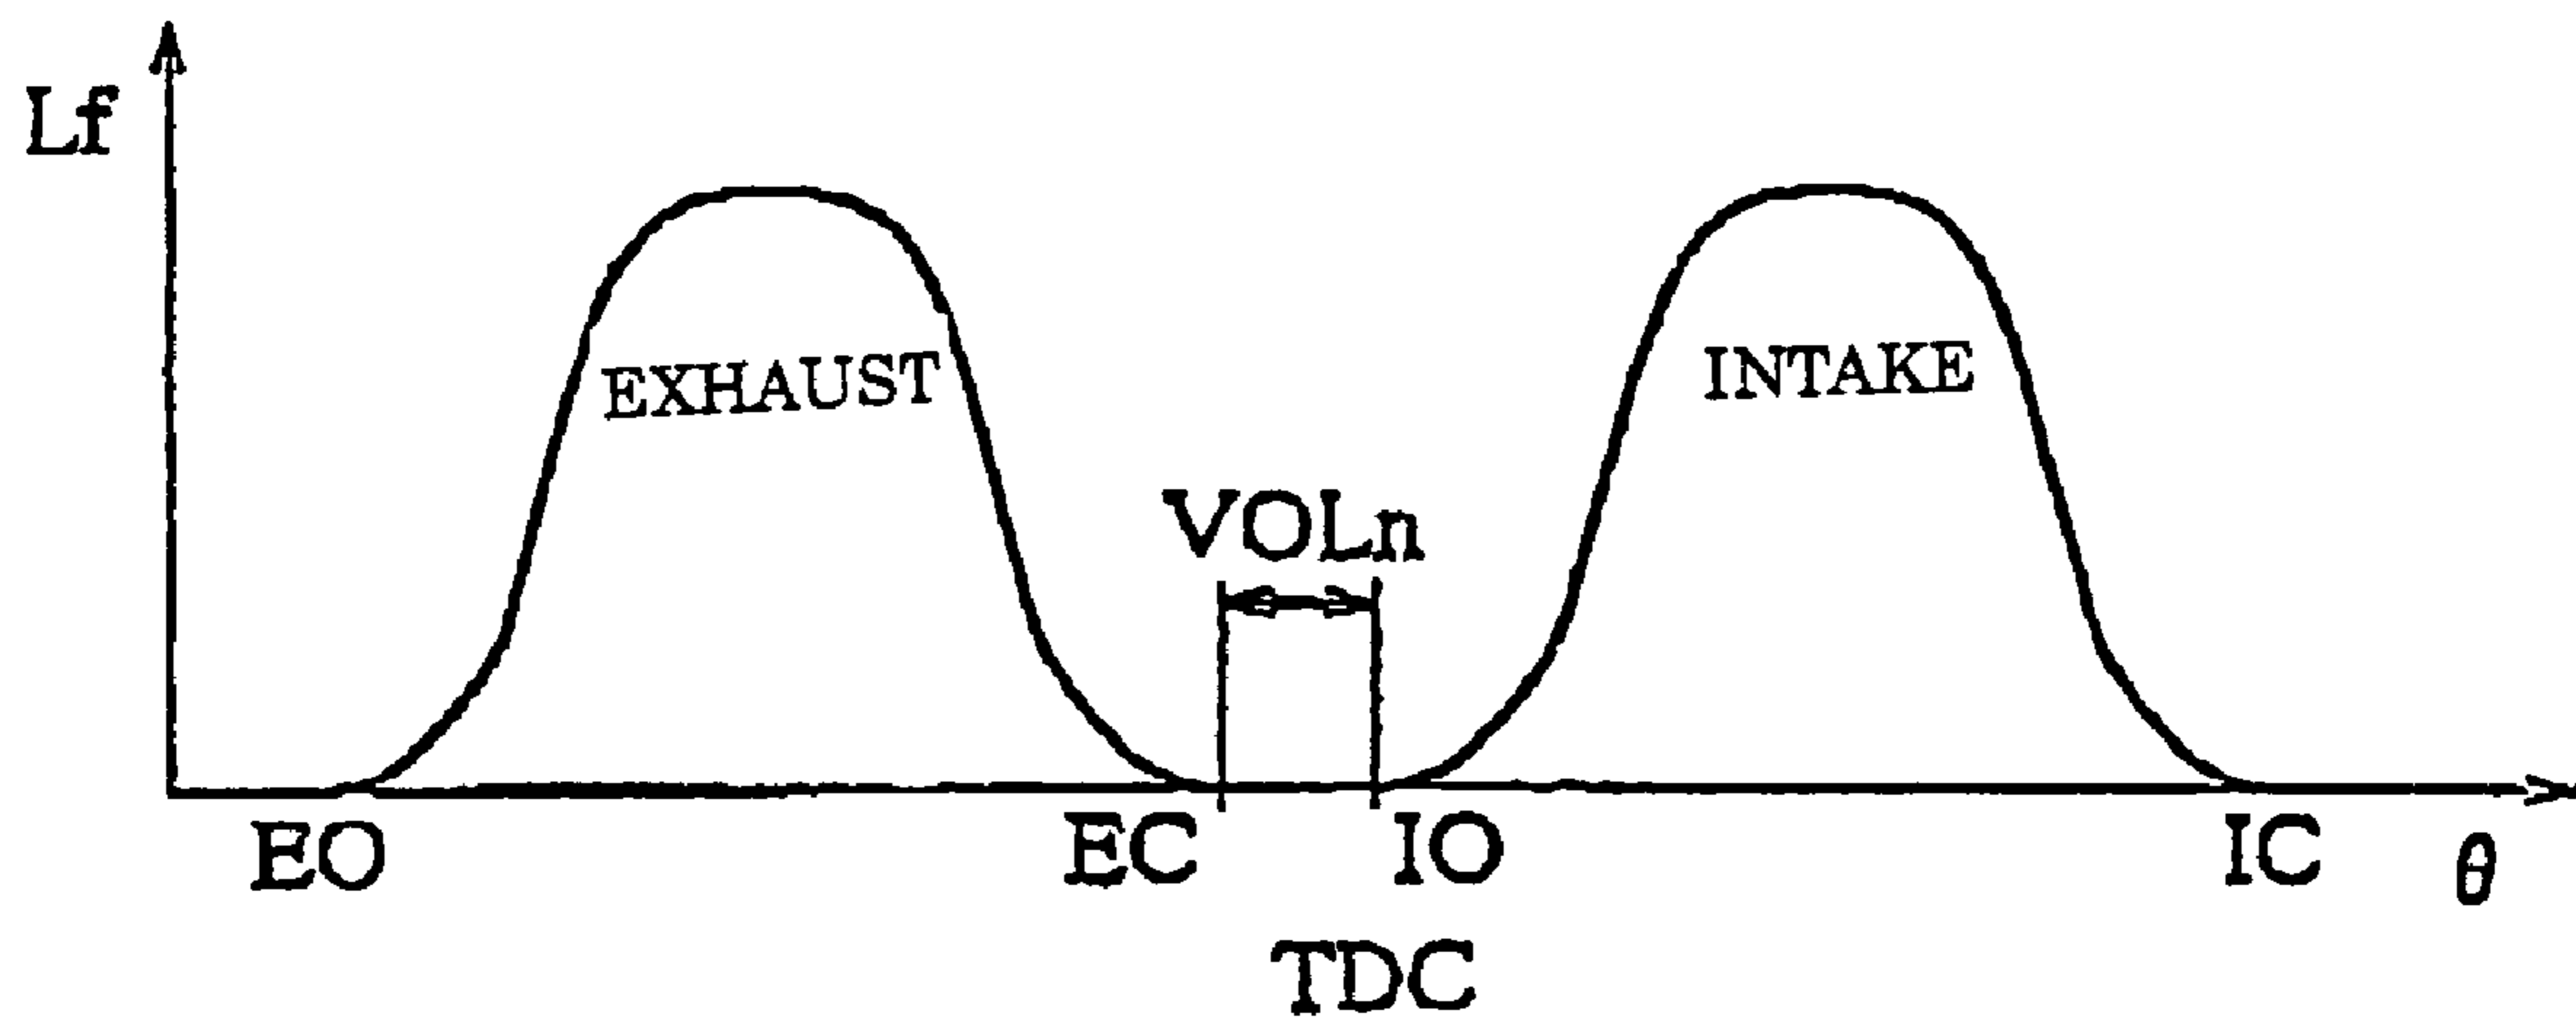 Lf
EXHAUST
INTAKE
VOLn
EO
EC
IO
IC
θ
TDC